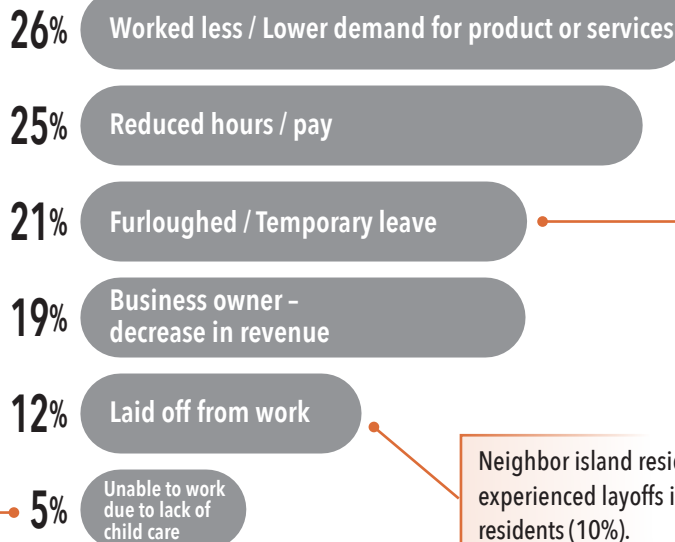 26% Worked less / Lower demand for product or services
25% Reduced hours / pay
21% Furloughed / Temporary leave
19% Business owner –
decrease in revenue
12% Laid off from work
5% Unable to work
due to lack of
child care
Neighbor island
experienced layoffs
residents (10%).